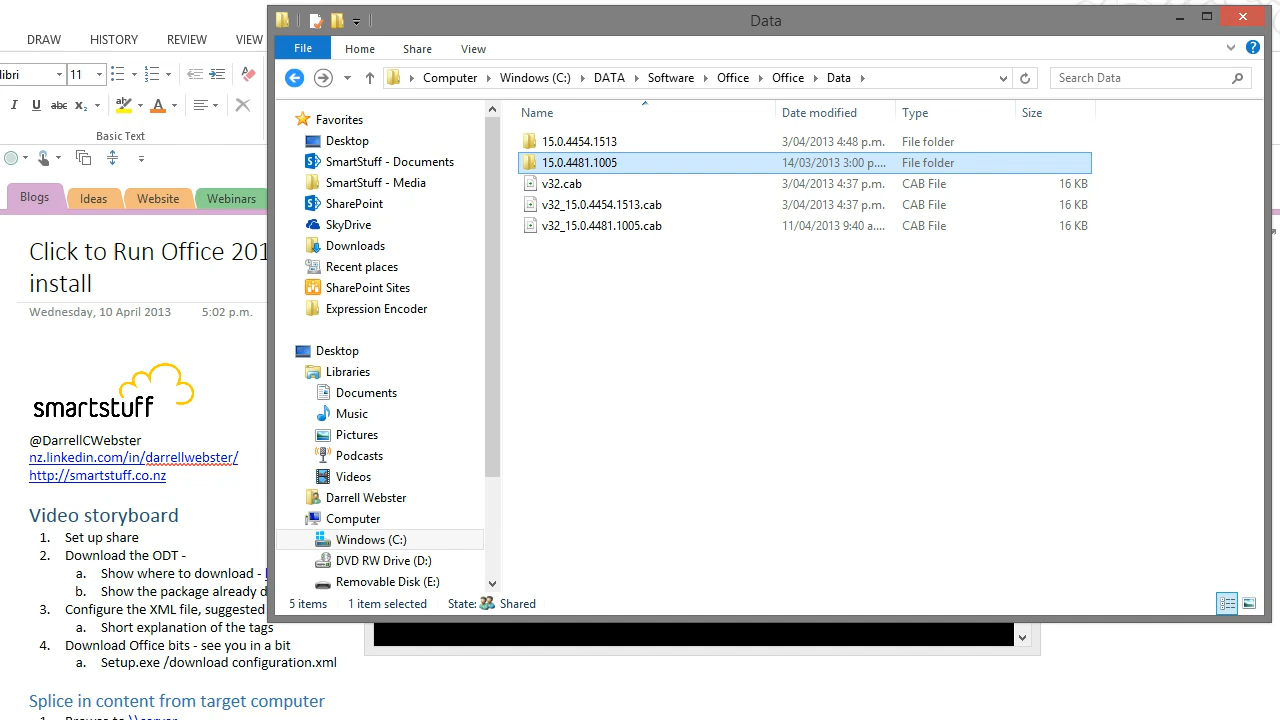 DRAW HISTORY REVIEW VIEW
libri 11
I U abc x₂ A
Basic Text
Blogs Ideas Website Webinars
Click to Run Office 201
install
Wednesday, 10 April 2013 5:02 p.m.
smartstuff
@DarrellCWebster
nz.linkedin.com/in/darrellwebster/
http://smartstuff.co.nz
Video storyboard
1. Set up share
2. Download the ODT -
a. Show where to download -
b. Show the package already d
3. Configure the XML file, suggested
a. Short explanation of the tags
4. Download Office bits - see you in a bit
a. Setup.exe /download configuration.xml
Splice in content from target computer
Data
File Home Share View
Computer Windows (C:) DATA Software Office Office Data
Search Data
Favorites
Desktop
SmartStuff - Documents
SmartStuff - Media
SharePoint
SkyDrive
Downloads
Recent places
SharePoint Sites
Expression Encoder
Desktop
Libraries
Documents
Music
Pictures
Podcasts
Videos
Darrell Webster
Computer
Windows (C:)
DVD RW Drive (D:)
Removable Disk (E:)
Name Date modified Type Size
15.0.4454.1513 3/04/2013 4:48 p.m. File folder
15.0.4481.1005 14/03/2013 3:00 p.... File folder
v32.cab 3/04/2013 4:37 p.m. CAB File 16 KB
v32_15.0.4454.1513.cab 3/04/2013 4:37 p.m. CAB File 16 KB
v32_15.0.4481.1005.cab 11/04/2013 9:40 a.... CAB File 16 KB
5 items 1 item selected State: Shared